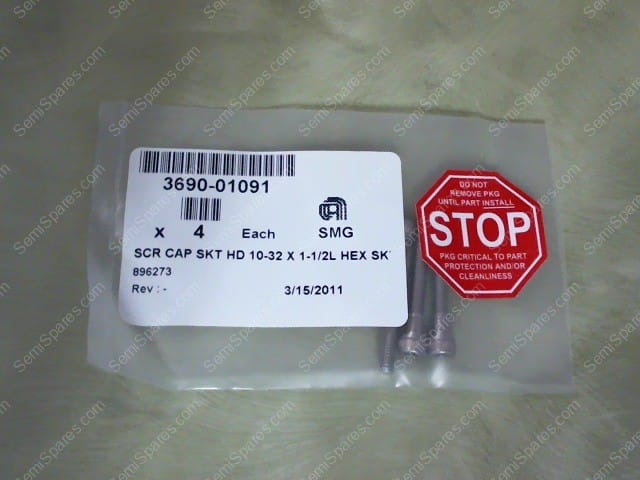 3690-01091
x 4 Each SMG
SCR CAP SKT HD 10-32 X 1-1/2L HEX SK
896273
Rev : - 3/15/2011
DO NOT
REMOVE PKG
UNTIL PART INSTALL
STOP
PKG CRITICAL TO PART
PROTECTION AND/OR
CLEANLINESS
SemiSpares.com